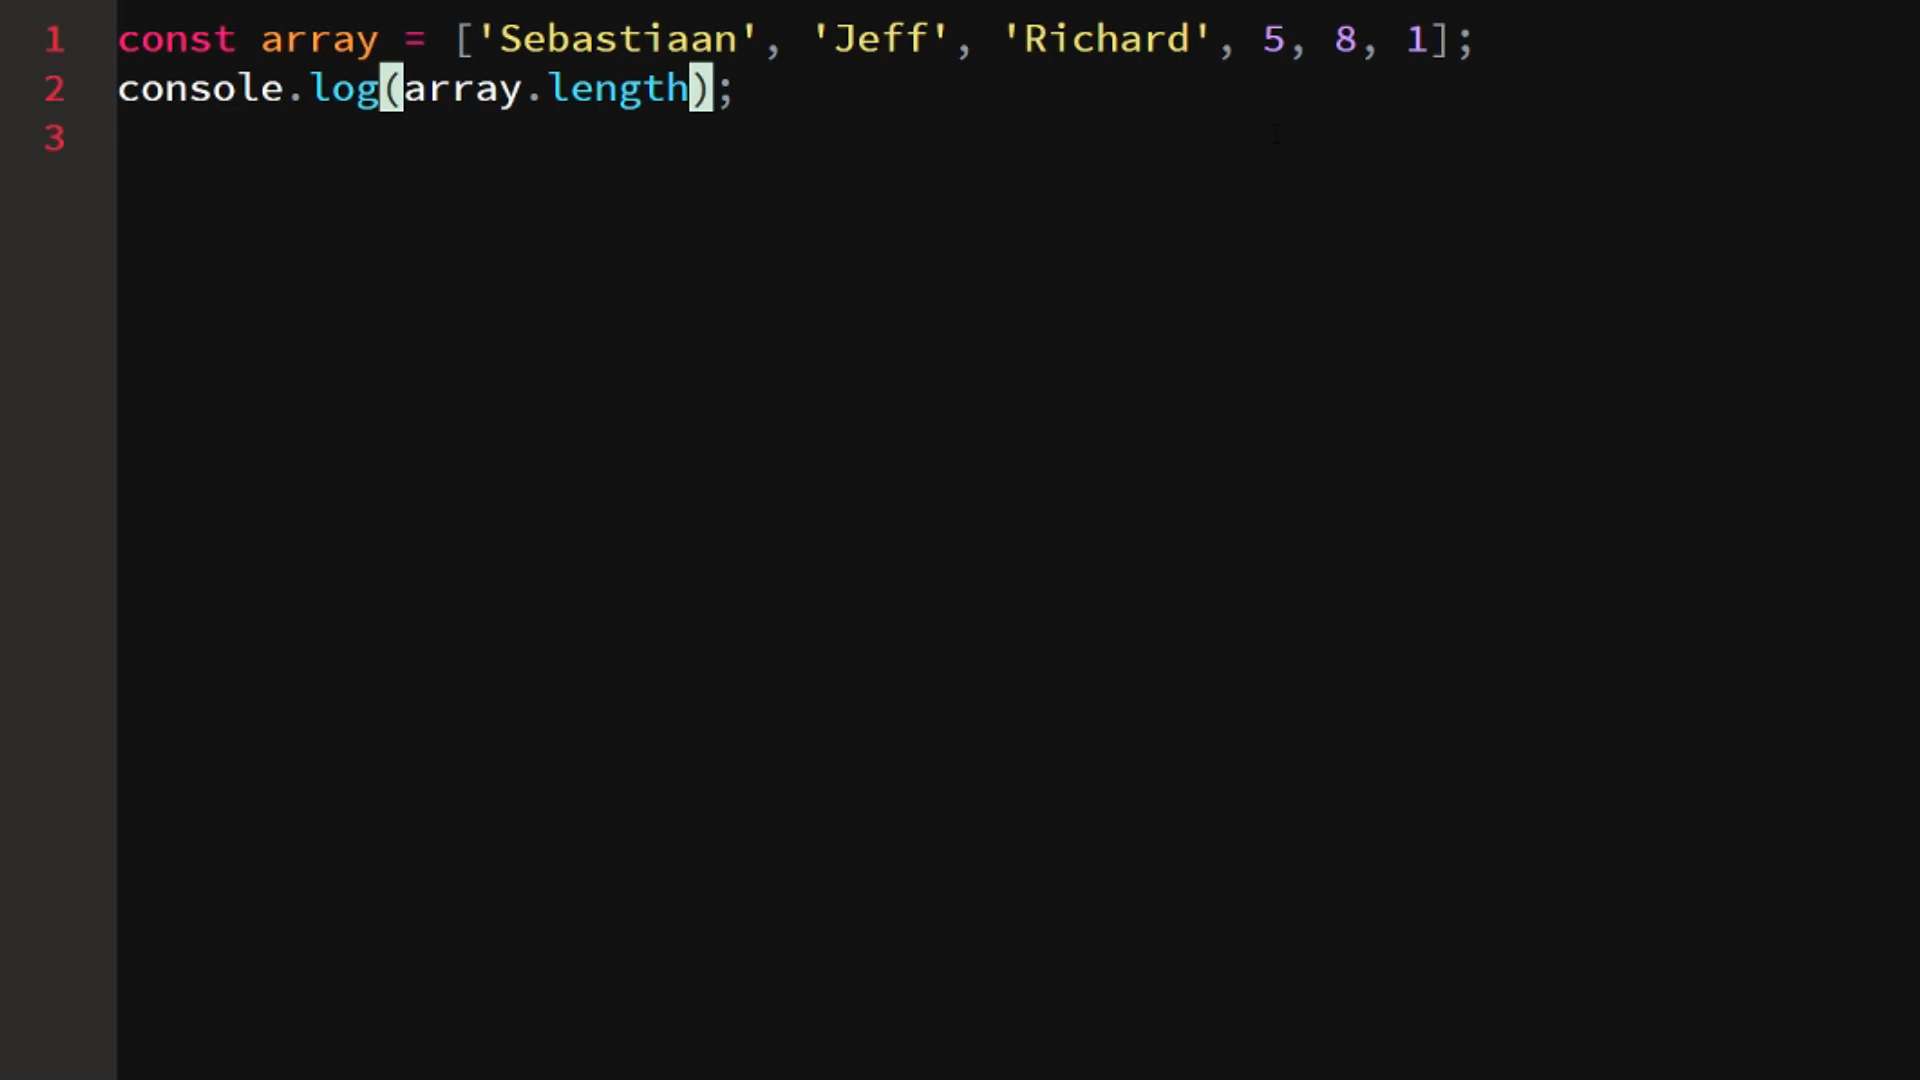 1 const array = ['Sebastiaan', 'Jeff', 'Richard', 5, 8, 1];
2 console.log(array.length);
3